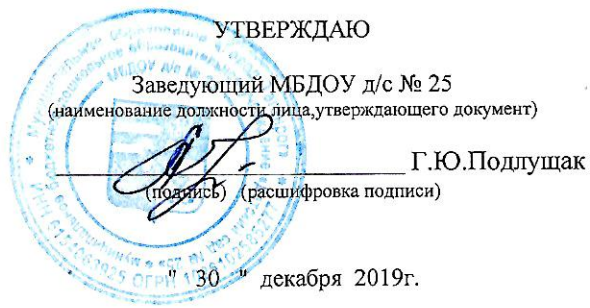 УТВЕРЖДАЮ
Заведующий МБДОУ д/с № 25
(наименование должности лица,утверждающего документ)
Г.Ю.Подлущак
(подпись) (расшифровка подписи)
" 30 " декабря 2019г.